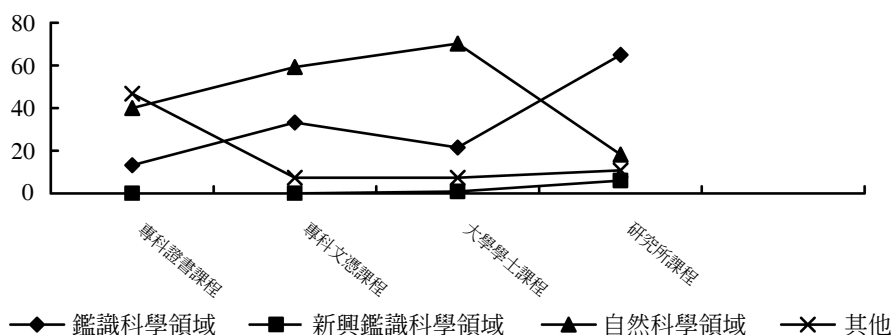 80
60
40
20
0
專科證書課程
專科文憑課程
大學學士課程
研究所課程
鑑識科學領域 新興鑑識科學領域 自然科學領域 其他